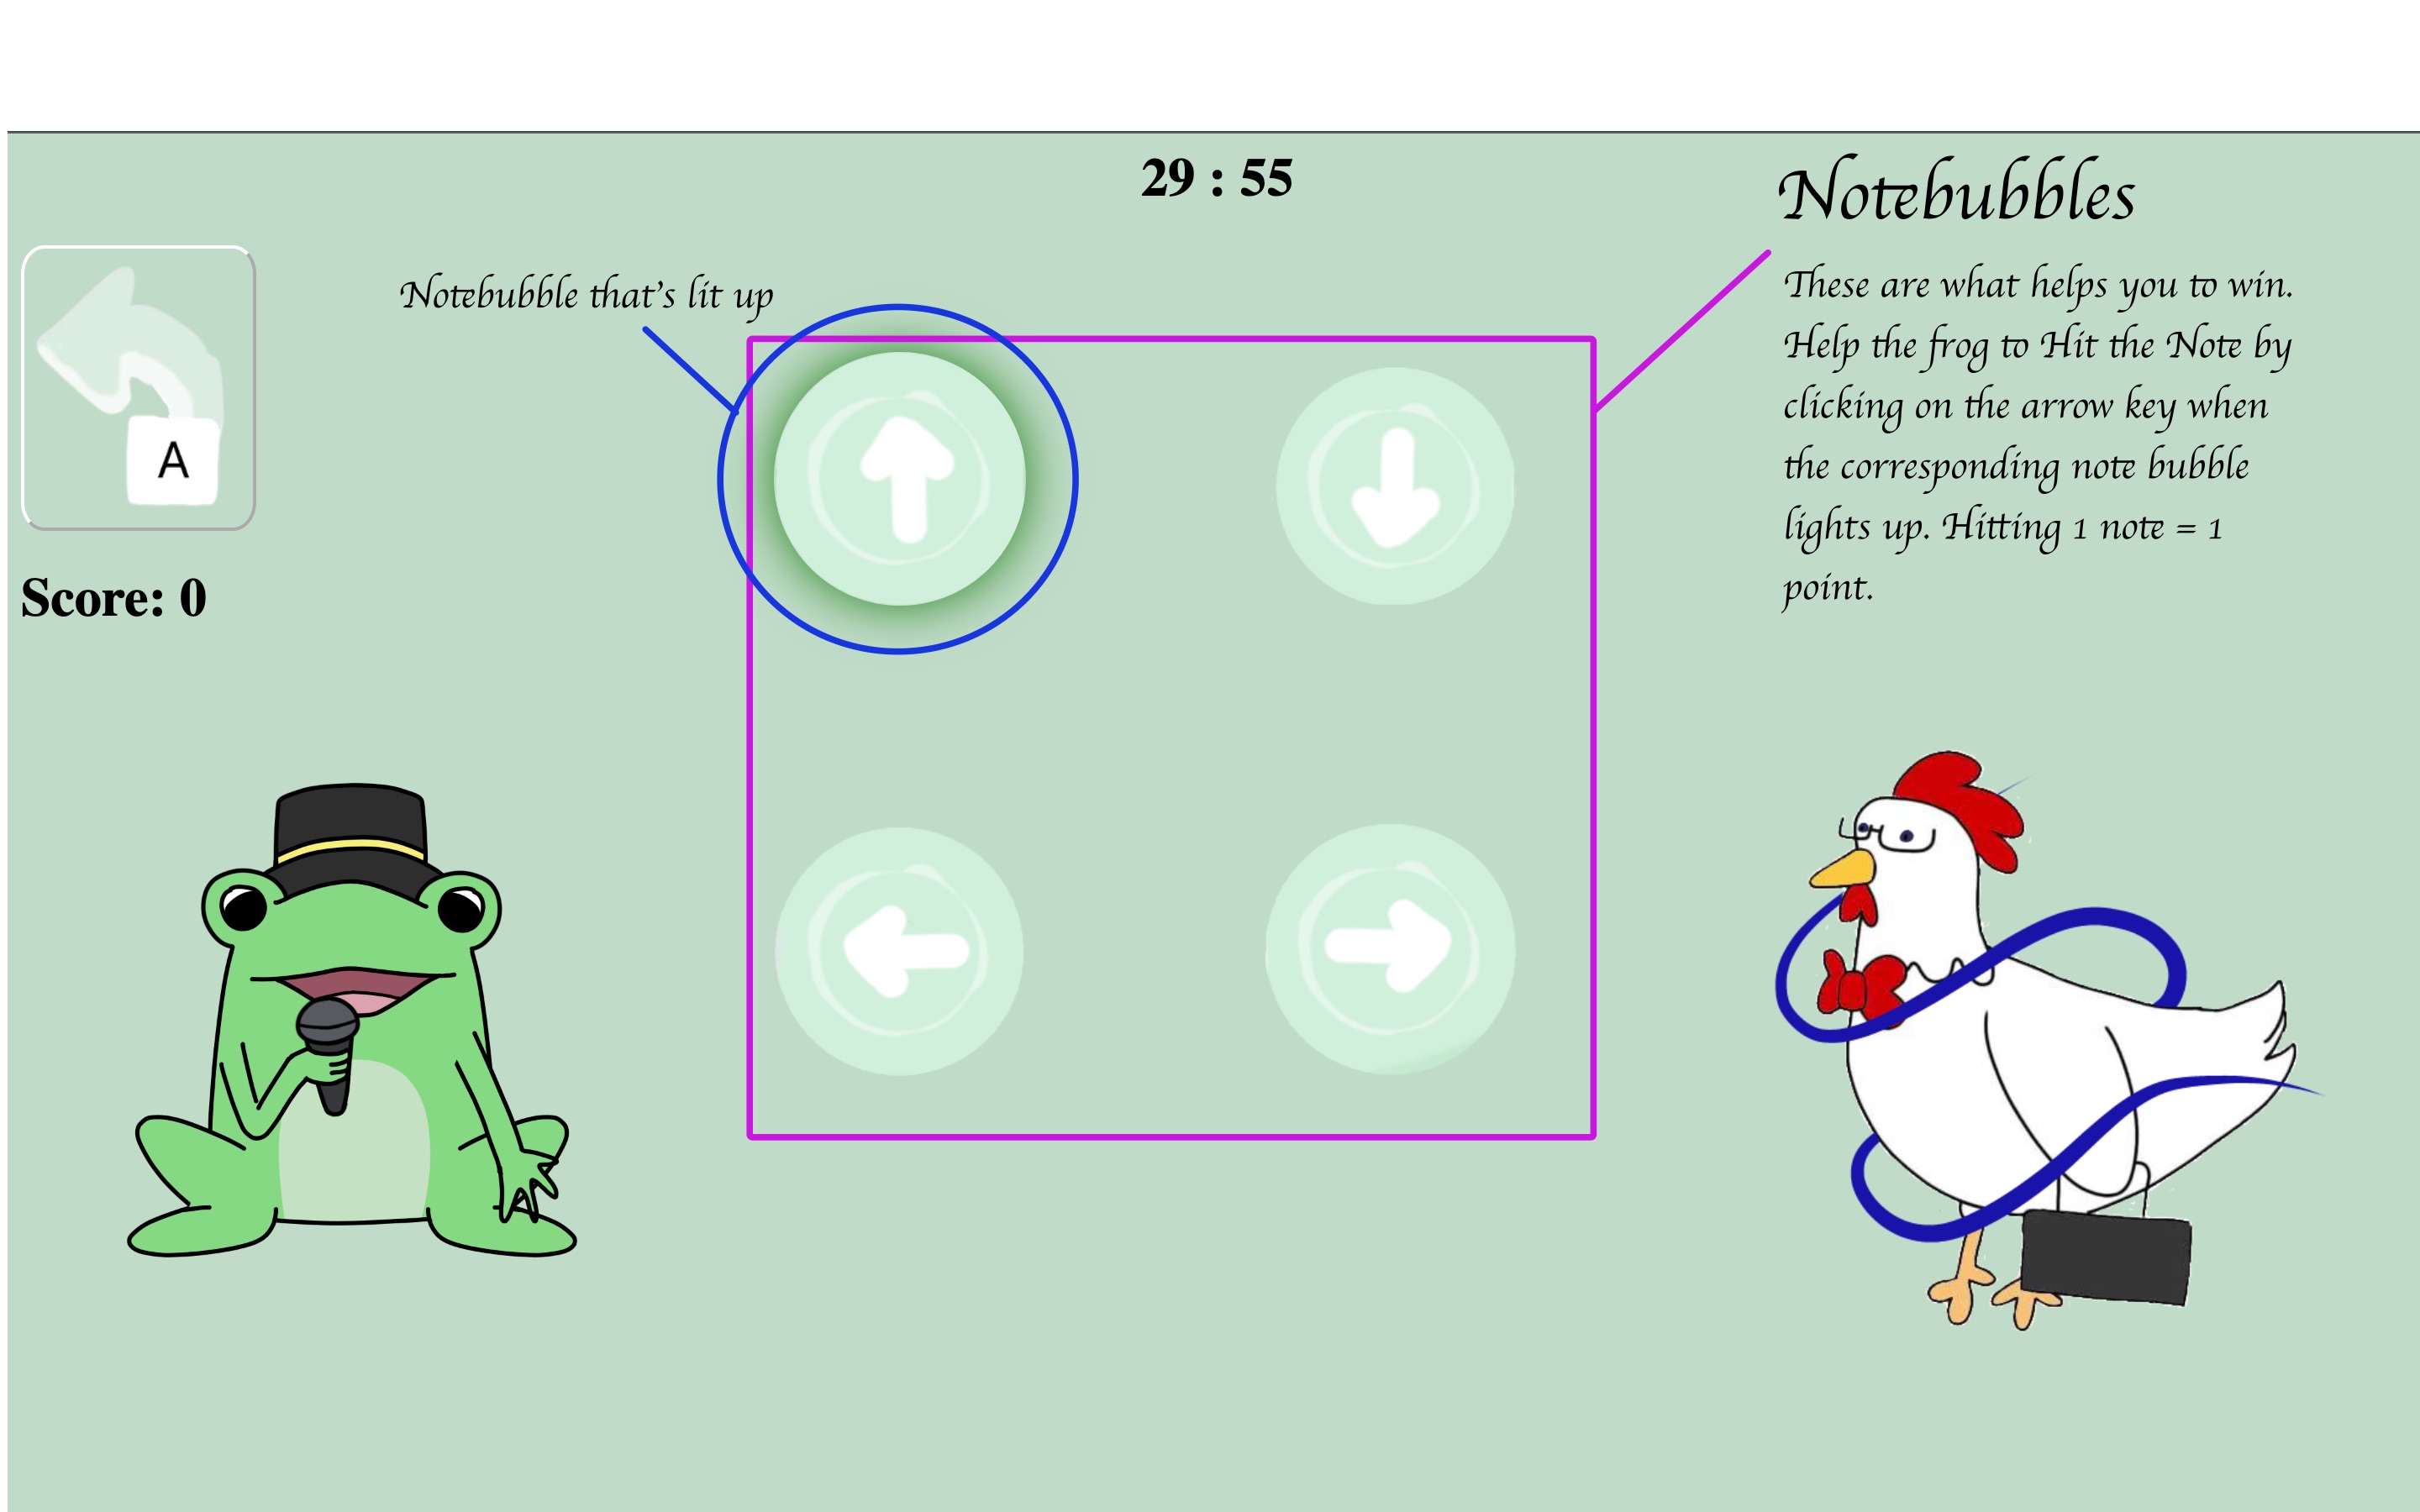 29 : 55
Notebubbles
Notebubble that's lit up
These are what helps you to win.
Help the frog to Hit the Note by
clicking on the arrow key when
the corresponding note bubble
lights up. Hitting 1 note = 1
point.
A
Score: 0